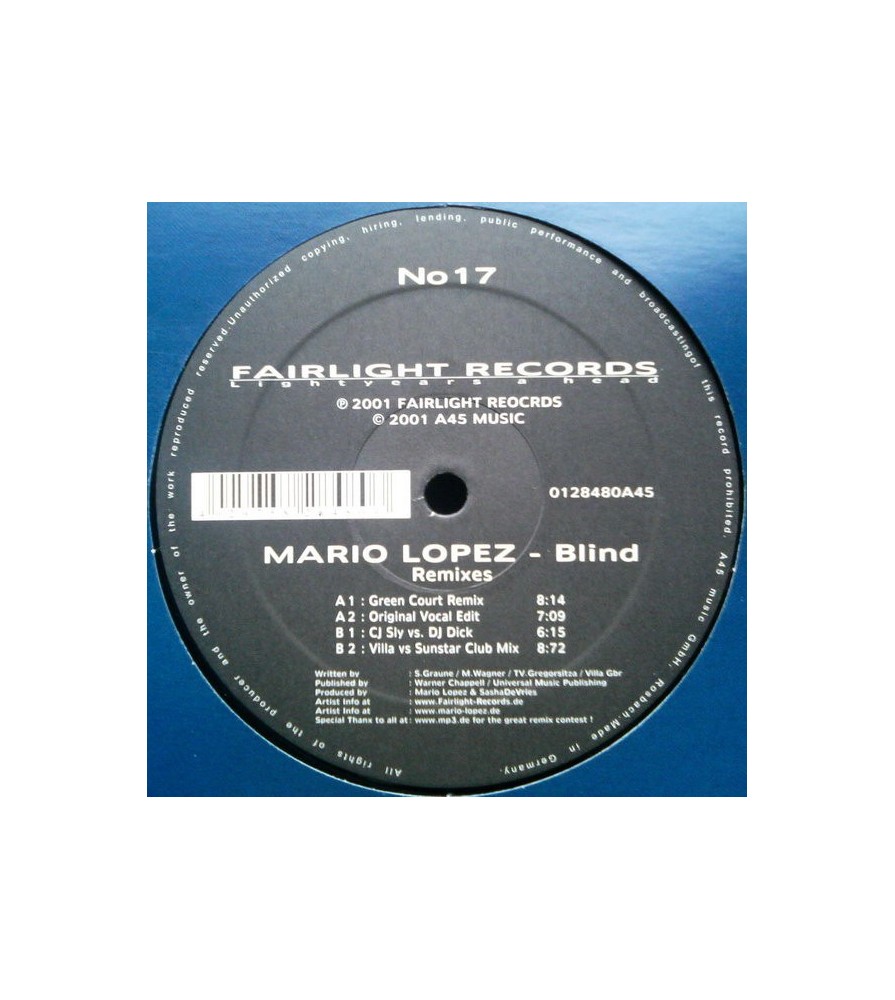 No 17
FAIRLIGHT RECORDS
Lightyears a head
℗ 2001 FAIRLIGHT REOCRDS
© 2001 A45 MUSIC
0128480A45
MARIO LOPEZ - Blind
Remixes
A 1 : Green Court Remix 8:14
A 2 : Original Vocal Edit 7:09
B 1 : CJ Sly vs. DJ Dick 6:15
B 2 : Villa vs Sunstar Club Mix 8:72
Written by : S.Graune / M.Wagner / TV.Gregorsitza / Villa Gbr
Published by : Warner Chappell / Universal Music Publishing
Produced by : Mario Lopez & SashaDeVries
Artist Info at : www.Fairlight-Records.de
Artist Info at : www.mario-lopez.de
Special Thanx to all at : www.mp3.de for the great remix contest !
All rights of the producer and the owner of the work reproduced reserved.Unauthorized copying, hiring, lending, public performance and broadcastingof this record prohibited. A45 music GmbH, Rosbach.Made in Germany.